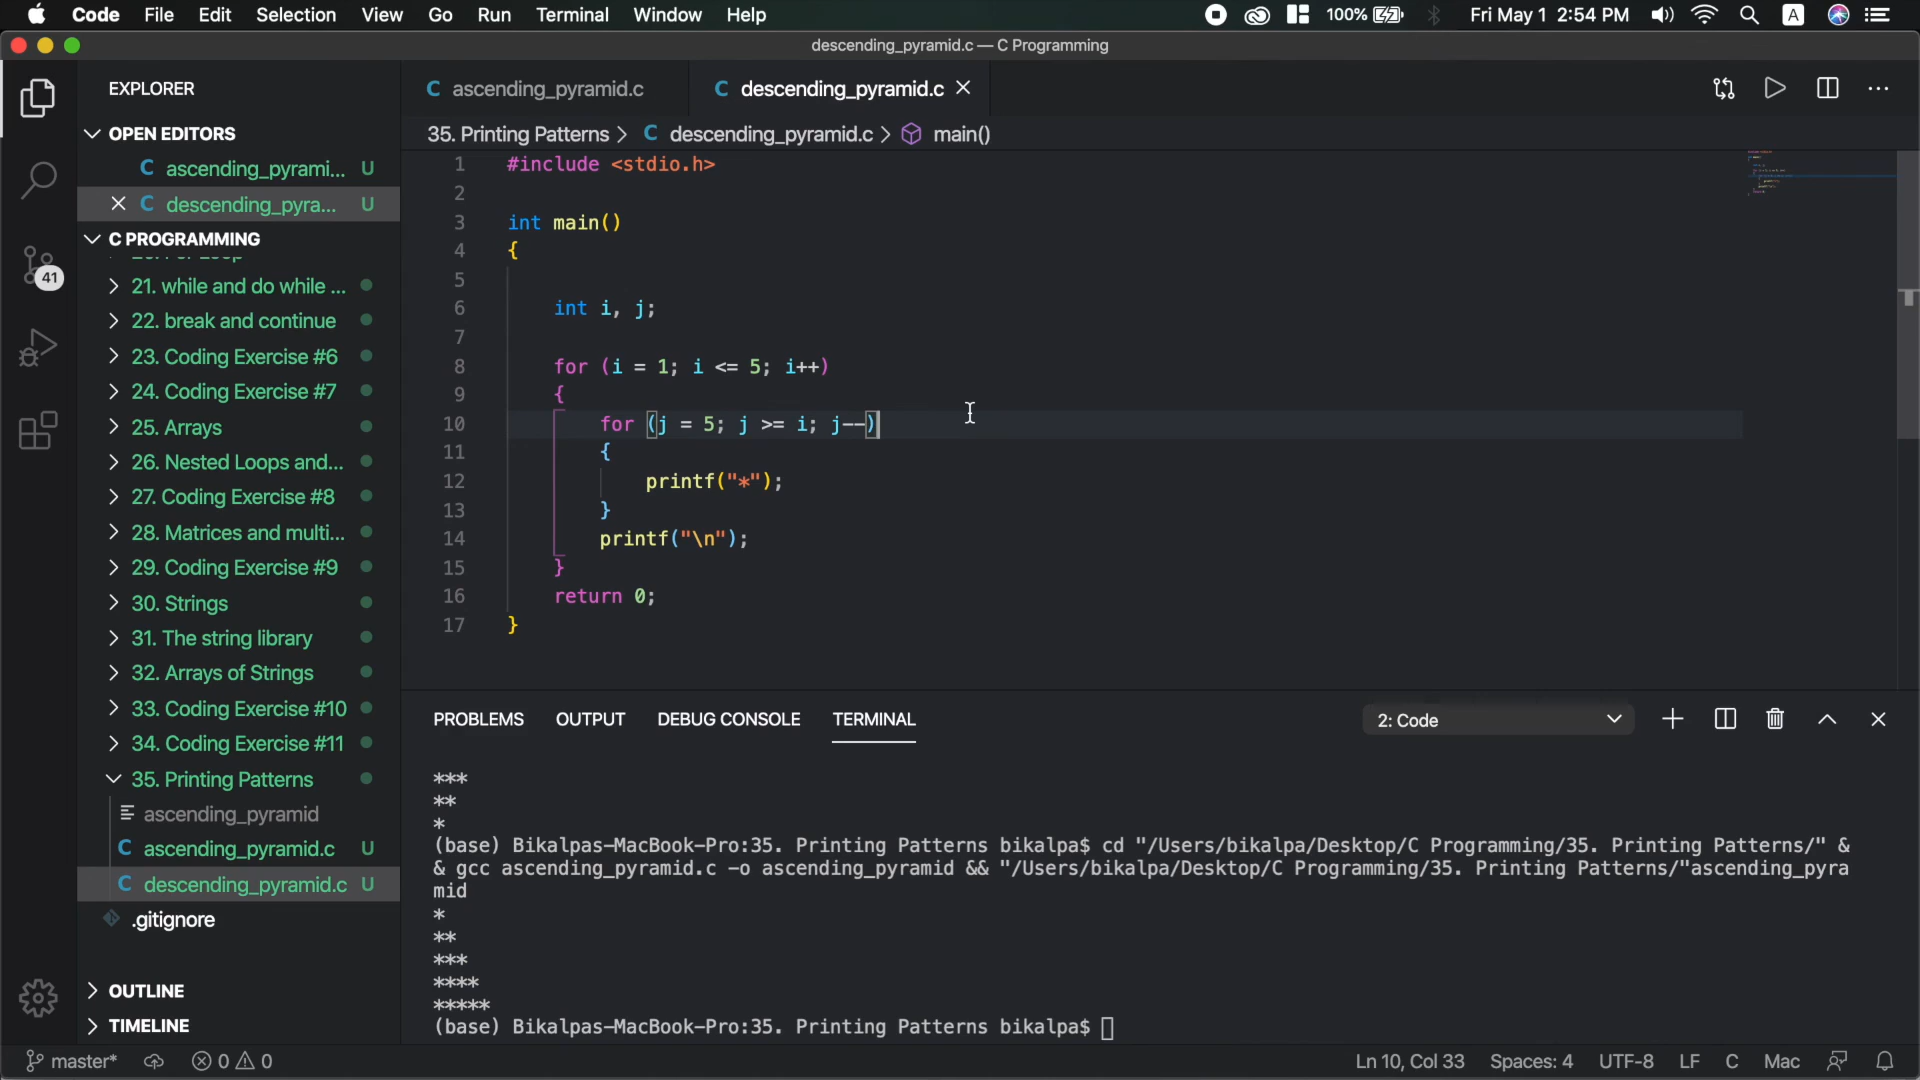 Code File Edit Selection View Go Run Terminal Window Help 100% Fri May 1 2:54 PM A
descending_pyramid.c — C Programming
EXPLORER
ascending_pyramid.c descending_pyramid.c
OPEN EDITORS
35. Printing Patterns > C descending_pyramid.c > main()
C ascending_pyrami... U
C descending_pyra... U
C PROGRAMMING
21. while and do while ...
22. break and continue
23. Coding Exercise #6
24. Coding Exercise #7
25. Arrays
26. Nested Loops and...
27. Coding Exercise #8
28. Matrices and multi...
29. Coding Exercise #9
30. Strings
31. The string library
32. Arrays of Strings
33. Coding Exercise #10
34. Coding Exercise #11
35. Printing Patterns
ascending_pyramid
C ascending_pyramid.c U
C descending_pyramid.c U
.gitignore
OUTLINE
TIMELINE
41
1 #include <stdio.h>
2
3 int main()
4 {
5
6 int i, j;
7
8 for (i = 1; i <= 5; i++)
9 {
10 for (j = 5; j >= i; j--)
11 {
12 printf("*");
13 }
14 printf("\n");
15 }
16 return 0;
17 }
PROBLEMS OUTPUT DEBUG CONSOLE TERMINAL 2: Code
***
**
*
(base) Bikalpas-MacBook-Pro:35. Printing Patterns bikalpa$ cd "/Users/bikalpa/Desktop/C Programming/35. Printing Patterns/" &
& gcc ascending_pyramid.c -o ascending_pyramid && "/Users/bikalpa/Desktop/C Programming/35. Printing Patterns/"ascending_pyra
mid
*
**
***
****
*****
(base) Bikalpas-MacBook-Pro:35. Printing Patterns bikalpa$
master* 0 0 Ln 10, Col 33 Spaces: 4 UTF-8 LF C Mac